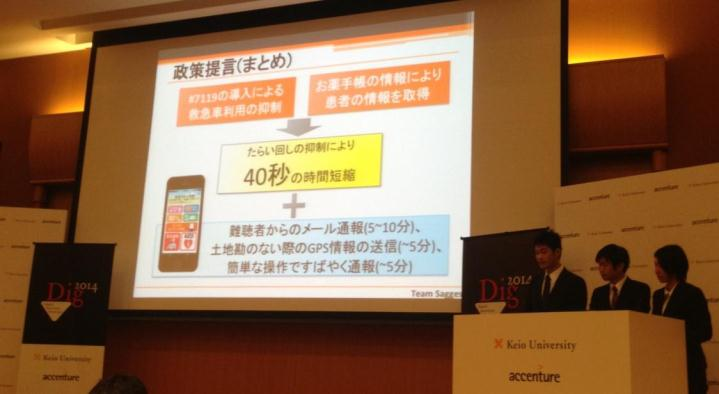 政策提言(まとめ)
#7119の導入による
救急車利用の抑制
お薬手帳の情報により
患者の情報を取得
たらい回しの抑制により
40秒の時間短縮
+
難聴者からのメール通報(5~10分)、
土地勘のない際のGPS情報の送信(~5分)、
簡単な操作ですばやく通報(~5分)
Team Sugges
Dig 2014
Keio University
accenture
Dig 2014
Keio University
accenture
accenture
accenture